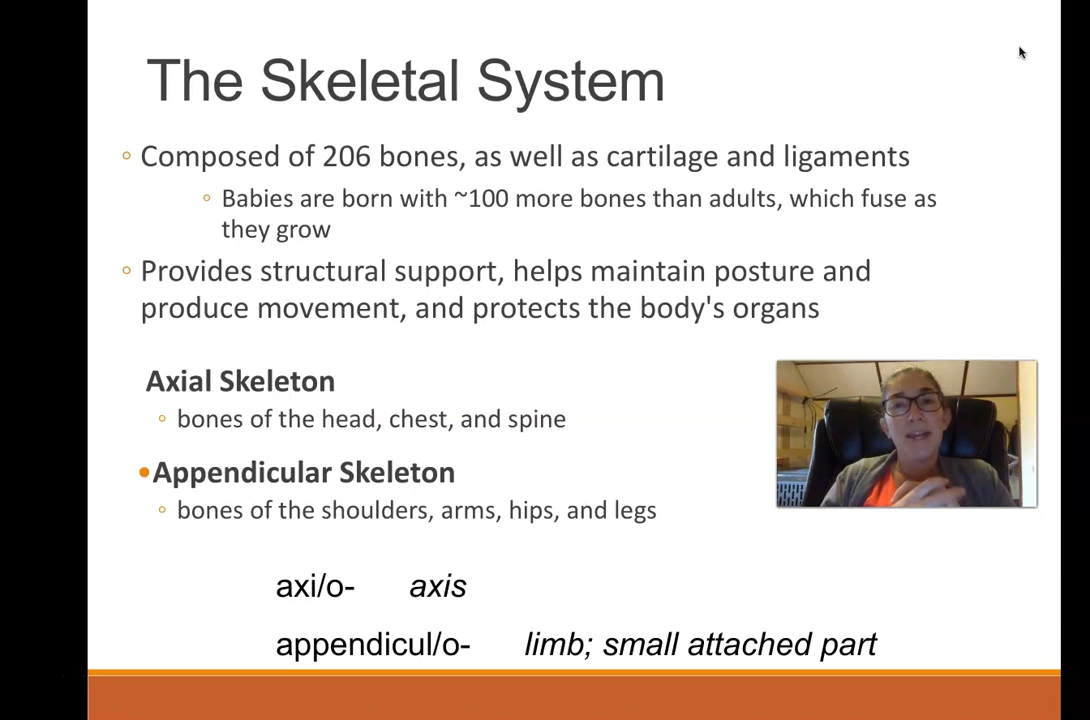 The Skeletal System
◦ Composed of 206 bones, as well as cartilage and ligaments
◦ Babies are born with ~100 more bones than adults, which fuse as
they grow
◦ Provides structural support, helps maintain posture and
produce movement, and protects the body's organs
Axial Skeleton
◦ bones of the head, chest, and spine
•Appendicular Skeleton
◦ bones of the shoulders, arms, hips, and legs
axi/o- axis
appendicul/o- limb; small attached part